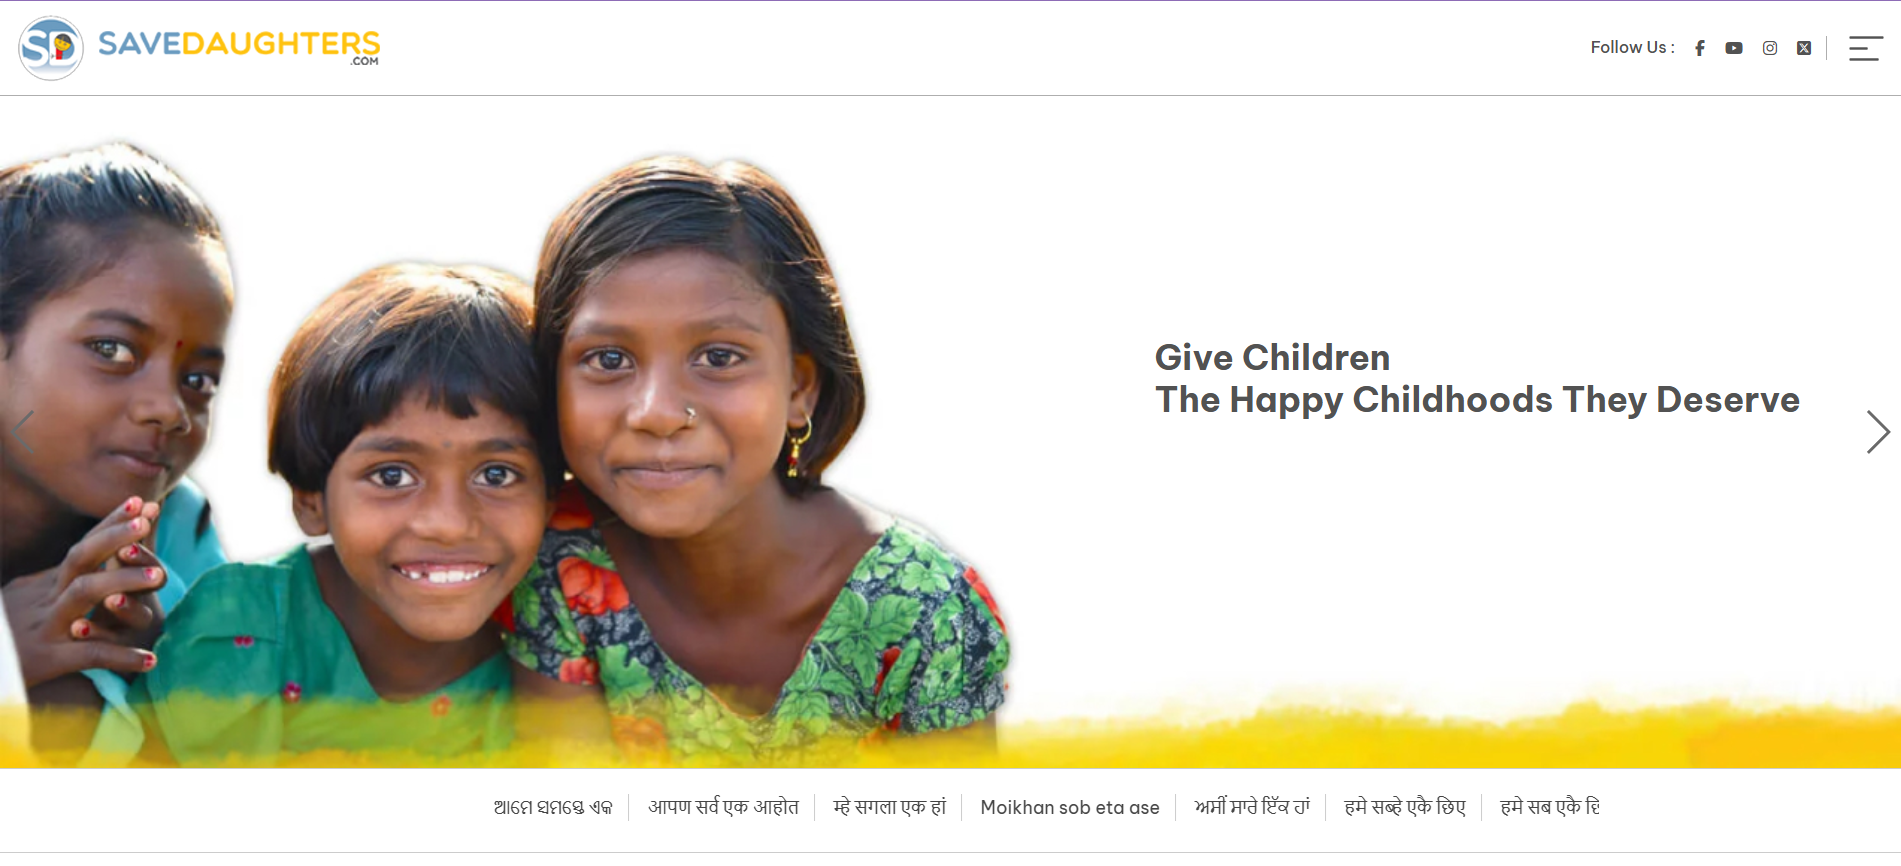 SD
SAVEDAUGHTERS
.COM
Follow Us :
Give Children
The Happy Childhoods They Deserve
ଆମେ ସମସ୍ତେ ଏକ
आपण सर्व एक आहोत
म्हे सगला एक हां
Moikhan sob eta ase
ਅਸੀਂ ਸਾਰੇ ਇੱਕ ਹਾਂ
हमे सब्हे एकै छिए
हमे सब एकै